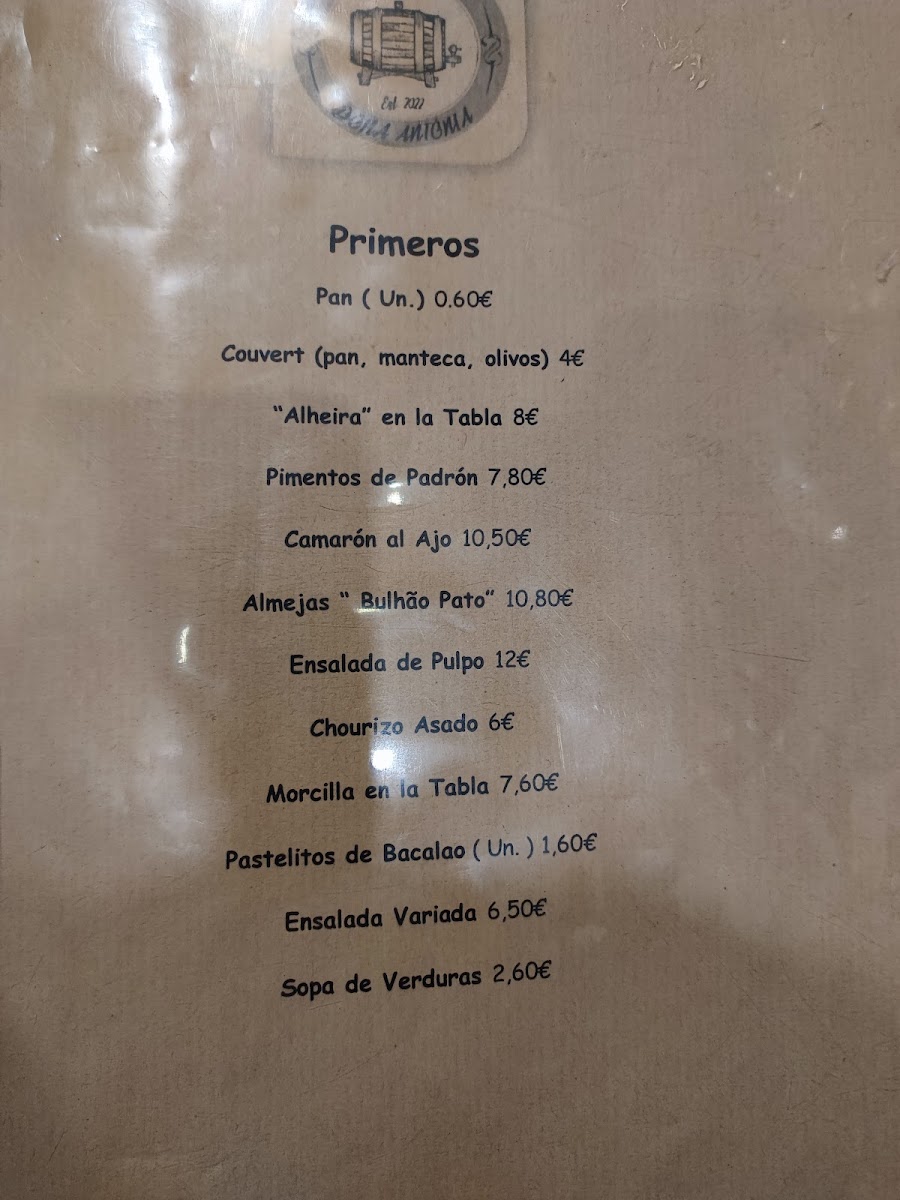 Est. 2022
DONA ANTONIA
Primeros
Pan ( Un.) 0.60€
Couvert (pan, manteca, olivos) 4€
“Alheira” en la Tabla 8€
Pimentos de Padrón 7,80€
Camarón al Ajo 10,50€
Almejas “ Bulhão Pato” 10,80€
Ensalada de Pulpo 12€
Chourizo Asado 6€
Morcilla en la Tabla 7,60€
Pastelitos de Bacalao ( Un. ) 1,60€
Ensalada Variada 6,50€
Sopa de Verduras 2,60€